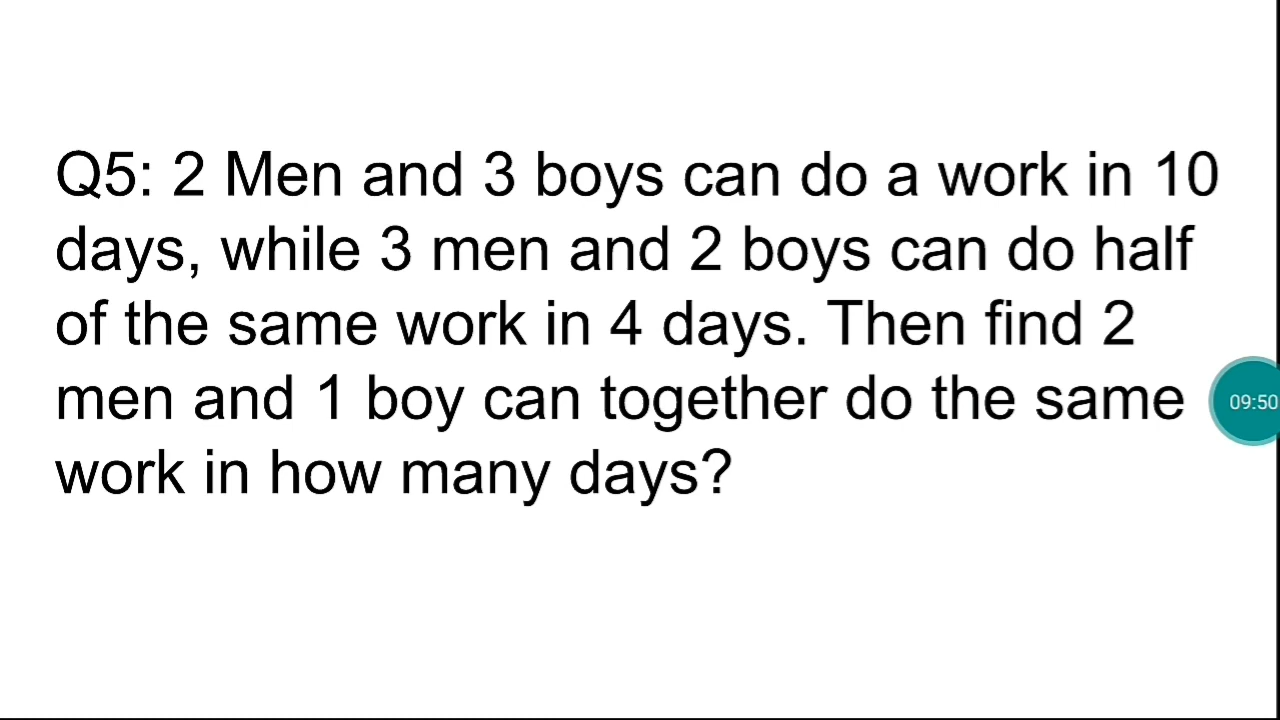 Q5: 2 Men and 3 boys can do a work in 10
days, while 3 men and 2 boys can do half
of the same work in 4 days. Then find 2
men and 1 boy can together do the same
work in how many days?
09:50